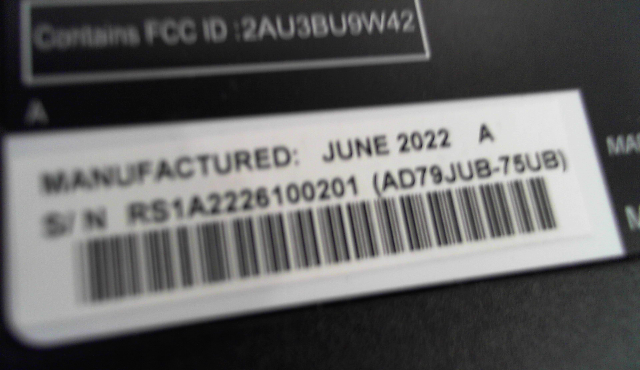 Contains FCC ID :2AU3BU9W42
A
MANUFACTURED: JUNE 2022 A
S/ N RS1A2226100201 (AD79JUB-75UB)